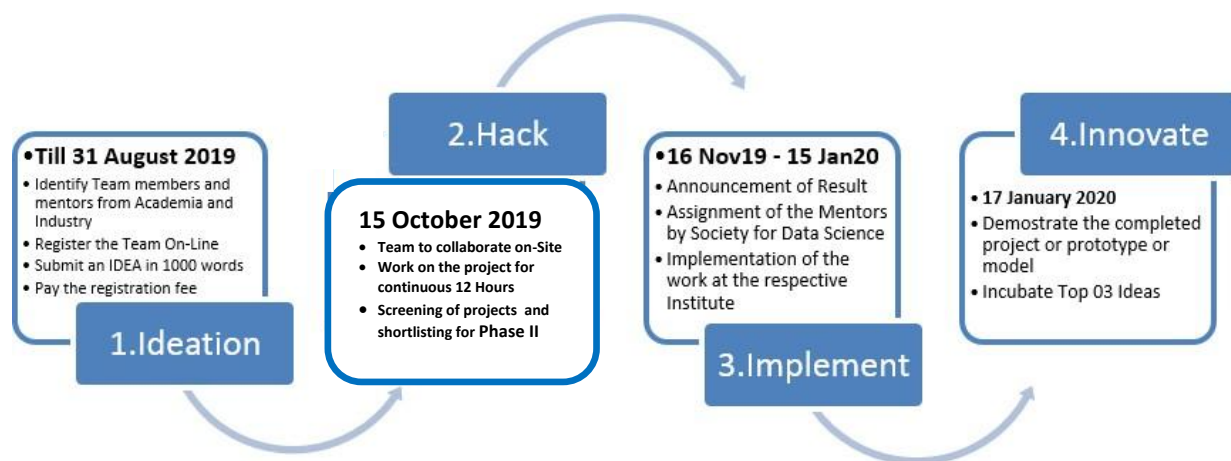 •Till 31 August 2019
• Identify Team members and
mentors from Academia and
Industry
• Register the Team On-Line
• Submit an IDEA in 1000 words
• Pay the registration fee
1.Ideation
2.Hack
15 October 2019
• Team to collaborate on-Site
• Work on the project for
continuous 12 Hours
• Screening of projects and
shortlisting for Phase II
•16 Nov19 - 15 Jan20
• Announcement of Result
• Assignment of the Mentors
by Society for Data Science
• Implementation of the
work at the respective
Institute
3.Implement
4.Innovate
• 17 January 2020
• Demostrate the completed
project or prototype or
model
• Incubate Top 03 Ideas